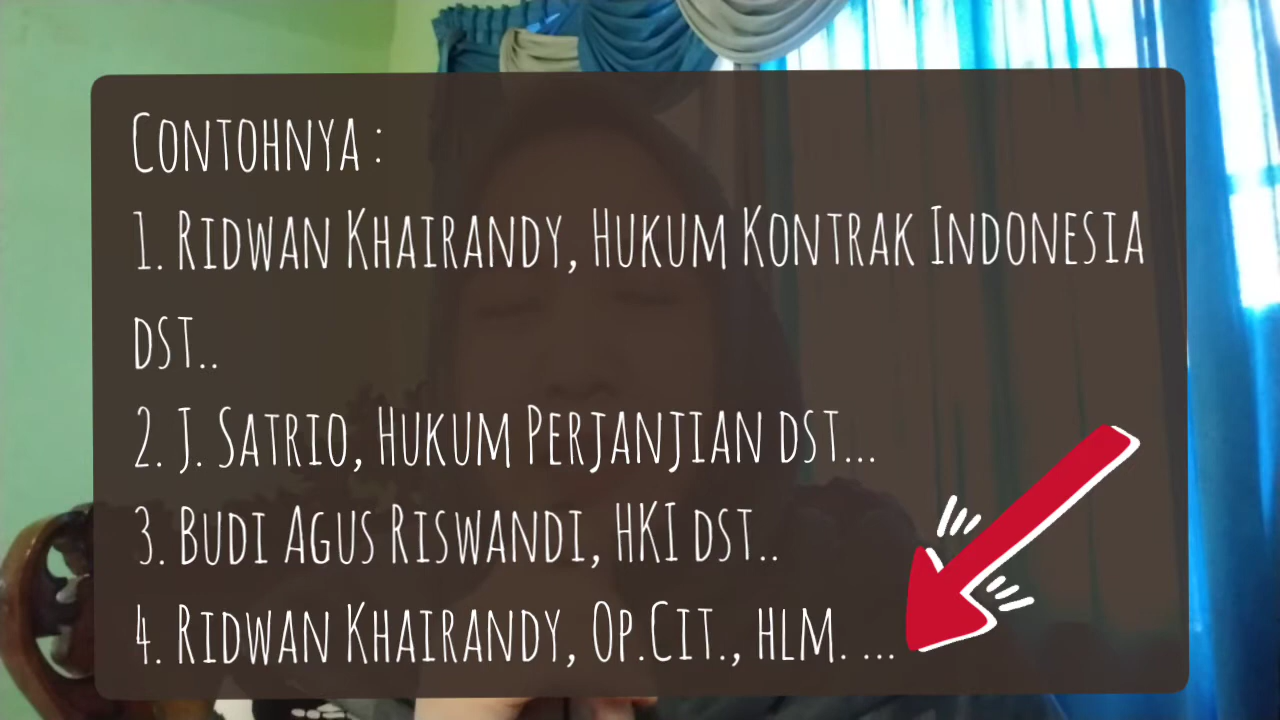 Contohnya :
1. Ridwan Khairandy, Hukum Kontrak Indonesia
dst..
2. J. Satrio, Hukum Perjanjian dst...
3. Budi Agus Riswandi, HKI dst..
4. Ridwan Khairandy, Op.Cit., hlm. ...